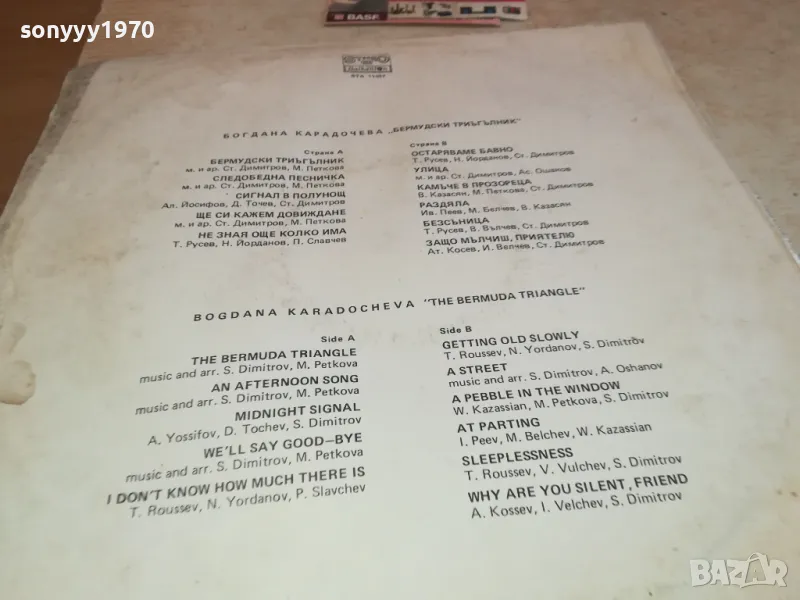 sonyyy1970
BASF
БОГДАНА КАРАДОЧЕВА „БЕРМУДСКИ ТРИЪГЪЛНИК"
Страна А
БЕРМУДСКИ ТРИЪГЪЛНИК
м. и ар. Ст. Димитров, М. Петкова
СЛЕДОБЕДНА ПЕСНИЧКА
м. и ар. Ст. Димитров, М. Петкова
СИГНАЛ В ПОЛУНОЩ
Ал. Йосифов, Д. Точев, Ст. Димитров
ЩЕ СИ КАЖЕМ ДОВИЖДАНЕ
м. и ар. Ст. Димитров, М. Петкова
НЕ ЗНАЯ ОЩЕ КОЛКО ИМА
Т. Русев, Н. Йорданов, П. Славчев
Страна В
ОСТАРЯВАМЕ БАВНО
Т. Русев, Н. Йорданов, Ст. Димитров
УЛИЦА
м. и ар. Ст. Димитров, Ас. Ошанов
КАМЪЧЕ В ПРОЗОРЕЦА
В. Казасян, М. Петкова, Ст. Димитров
РАЗДЯЛА
Ив. Пеев, М. Белчев, В. Казасян
БЕЗСЪНИЦА
Т. Русев, В. Вълчев, Ст. Димитров
ЗАЩО МЪЛЧИШ, ПРИЯТЕЛЮ
Ат. Косев, И. Велчев, Ст. Димитров
BOGDANA KARADOCHEVA "THE BERMUDA TRIANGLE"
Side A
THE BERMUDA TRIANGLE
music and arr. S. Dimitrov, M. Petkova
AN AFTERNOON SONG
music and arr. S. Dimitrov, M. Petkova
MIDNIGHT SIGNAL
A. Yossifov, D. Tochev, S. Dimitrov
WE'LL SAY GOOD–BYE
music and arr. S. Dimitrov, M. Petkova
I DON'T KNOW HOW MUCH THERE IS
T. Roussev, N. Yordanov, P. Slavchev
Side B
GETTING OLD SLOWLY
T. Roussev, N. Yordanov, S. Dimitrov
A STREET
music and arr. S. Dimitrov, A. Oshanov
A PEBBLE IN THE WINDOW
W. Kazassian, M. Petkova, S. Dimitrov
AT PARTING
I. Peev, M. Belchev, W. Kazassian
SLEEPLESSNESS
T. Roussev, V. Vulchev, S. Dimitrov
WHY ARE YOU SILENT, FRIEND
A. Kossev, I. Velchev, S. Dimitrov
BAZAR